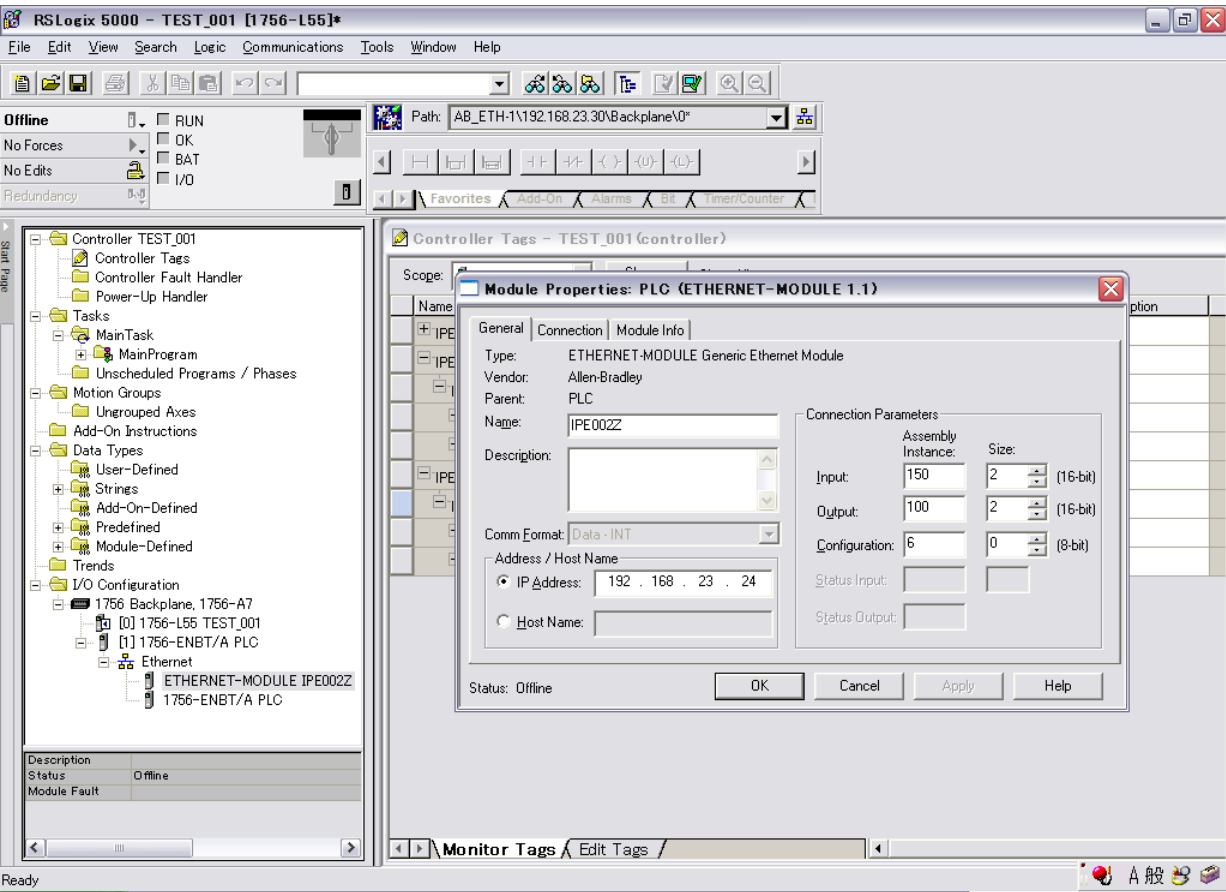 RSLogix 5000 - TEST_001 [1756-L55]*
File Edit View Search Logic Communications Tools Window Help
Offline
RUN
No Forces
OK
No Edits
BAT
Redundancy
I/O
Path: AB_ETH-1\192.168.23.30\Backplane\0*
Favorites Add-On Alarms Bit Timer/Counter
Start Page
Controller TEST_001
Controller Tags
Controller Fault Handler
Power-Up Handler
Tasks
MainTask
MainProgram
Unscheduled Programs / Phases
Motion Groups
Ungrouped Axes
Add-On Instructions
Data Types
User-Defined
Strings
Add-On-Defined
Predefined
Module-Defined
Trends
I/O Configuration
1756 Backplane, 1756-A7
[0] 1756-L55 TEST_001
[1] 1756-ENBT/A PLC
Ethernet
ETHERNET-MODULE IPE002Z
1756-ENBT/A PLC
Description
Status Offline
Module Fault
Controller Tags - TEST_001(controller)
Scope:
Name
IPE
IPE
IPE
ption
Module Properties: PLC (ETHERNET-MODULE 1.1)
General Connection Module Info
Type: ETHERNET-MODULE Generic Ethernet Module
Vendor: Allen-Bradley
Parent: PLC
Name: IPE002Z
Description:
Comm Format: Data - INT
Address / Host Name
IP Address: 192 . 168 . 23 . 24
Host Name:
Connection Parameters
Assembly Instance: Size:
Input: 150 2 (16-bit)
Output: 100 2 (16-bit)
Configuration: 6 0 (8-bit)
Status Input:
Status Output:
Status: Offline
OK Cancel Apply Help
Monitor Tags Edit Tags
Ready
A 般